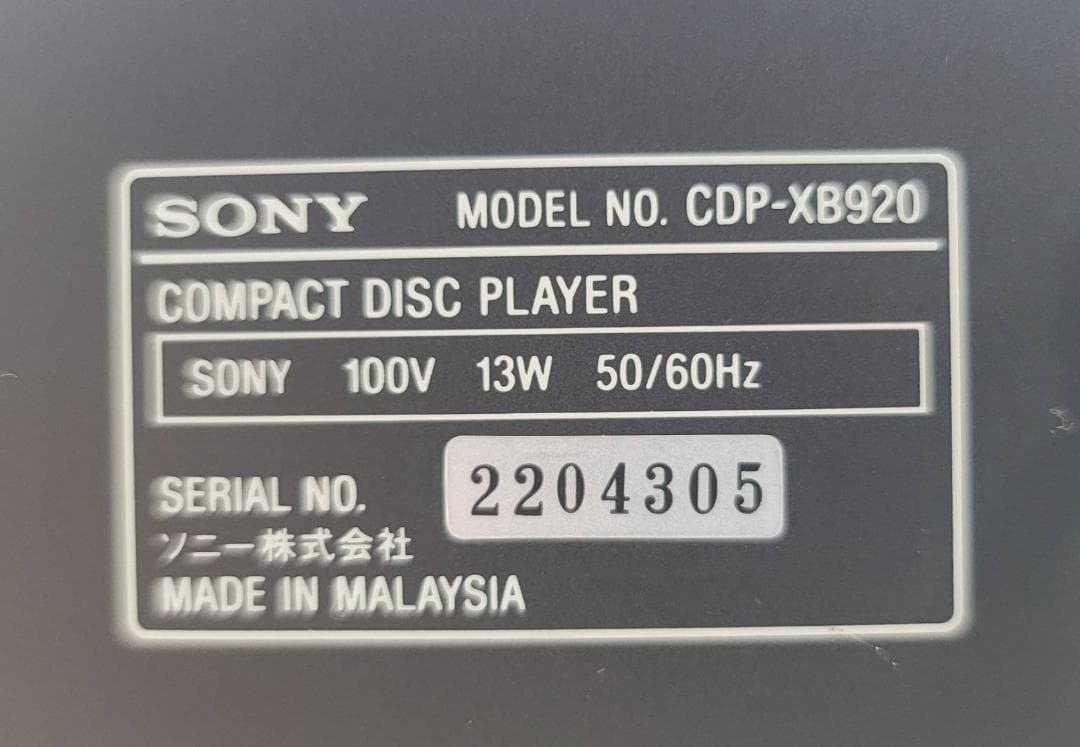 SONY MODEL NO. CDP-XB920
COMPACT DISC PLAYER
SONY 100V 13W 50/60Hz
SERIAL NO. 2204305
ソニー株式会社
MADE IN MALAYSIA